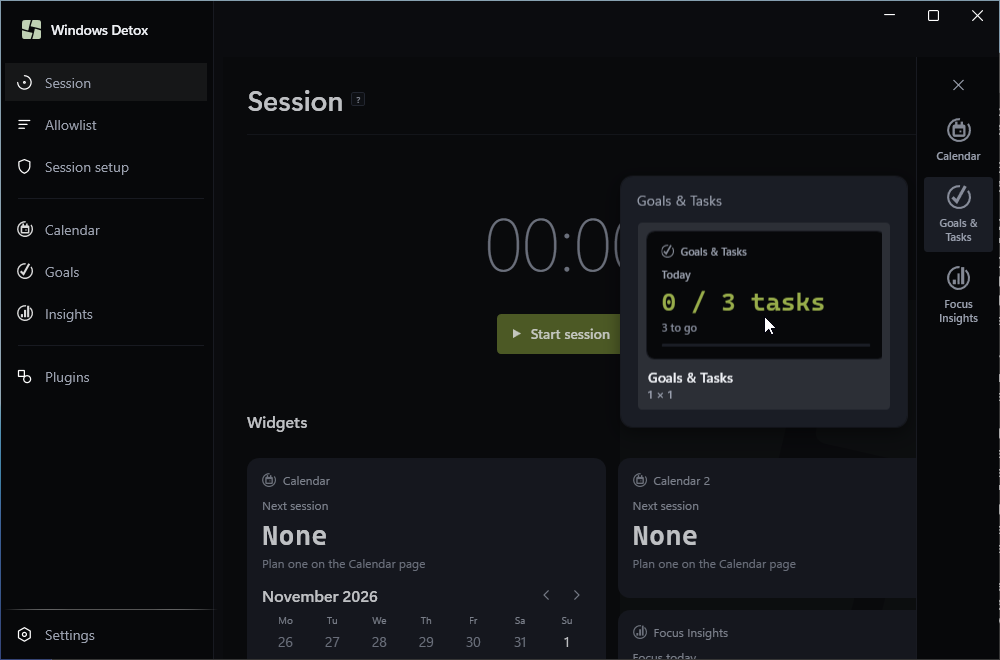 Windows Detox
Session
Allowlist
Session setup
Calendar
Goals
Insights
Plugins
Settings
Session ?
00:0
Start session
Widgets
Calendar
Next session
None
Plan one on the Calendar page
November 2026
Mo Tu We Th Fr Sa Su
26 27 28 29 30 31 1
Calendar 2
Next session
None
Plan one on the Calendar page
Focus Insights
Focus today
Goals & Tasks
Goals & Tasks
Today
0 / 3 tasks
3 to go
Goals & Tasks
1 × 1
Calendar
Goals &
Tasks
Focus
Insights